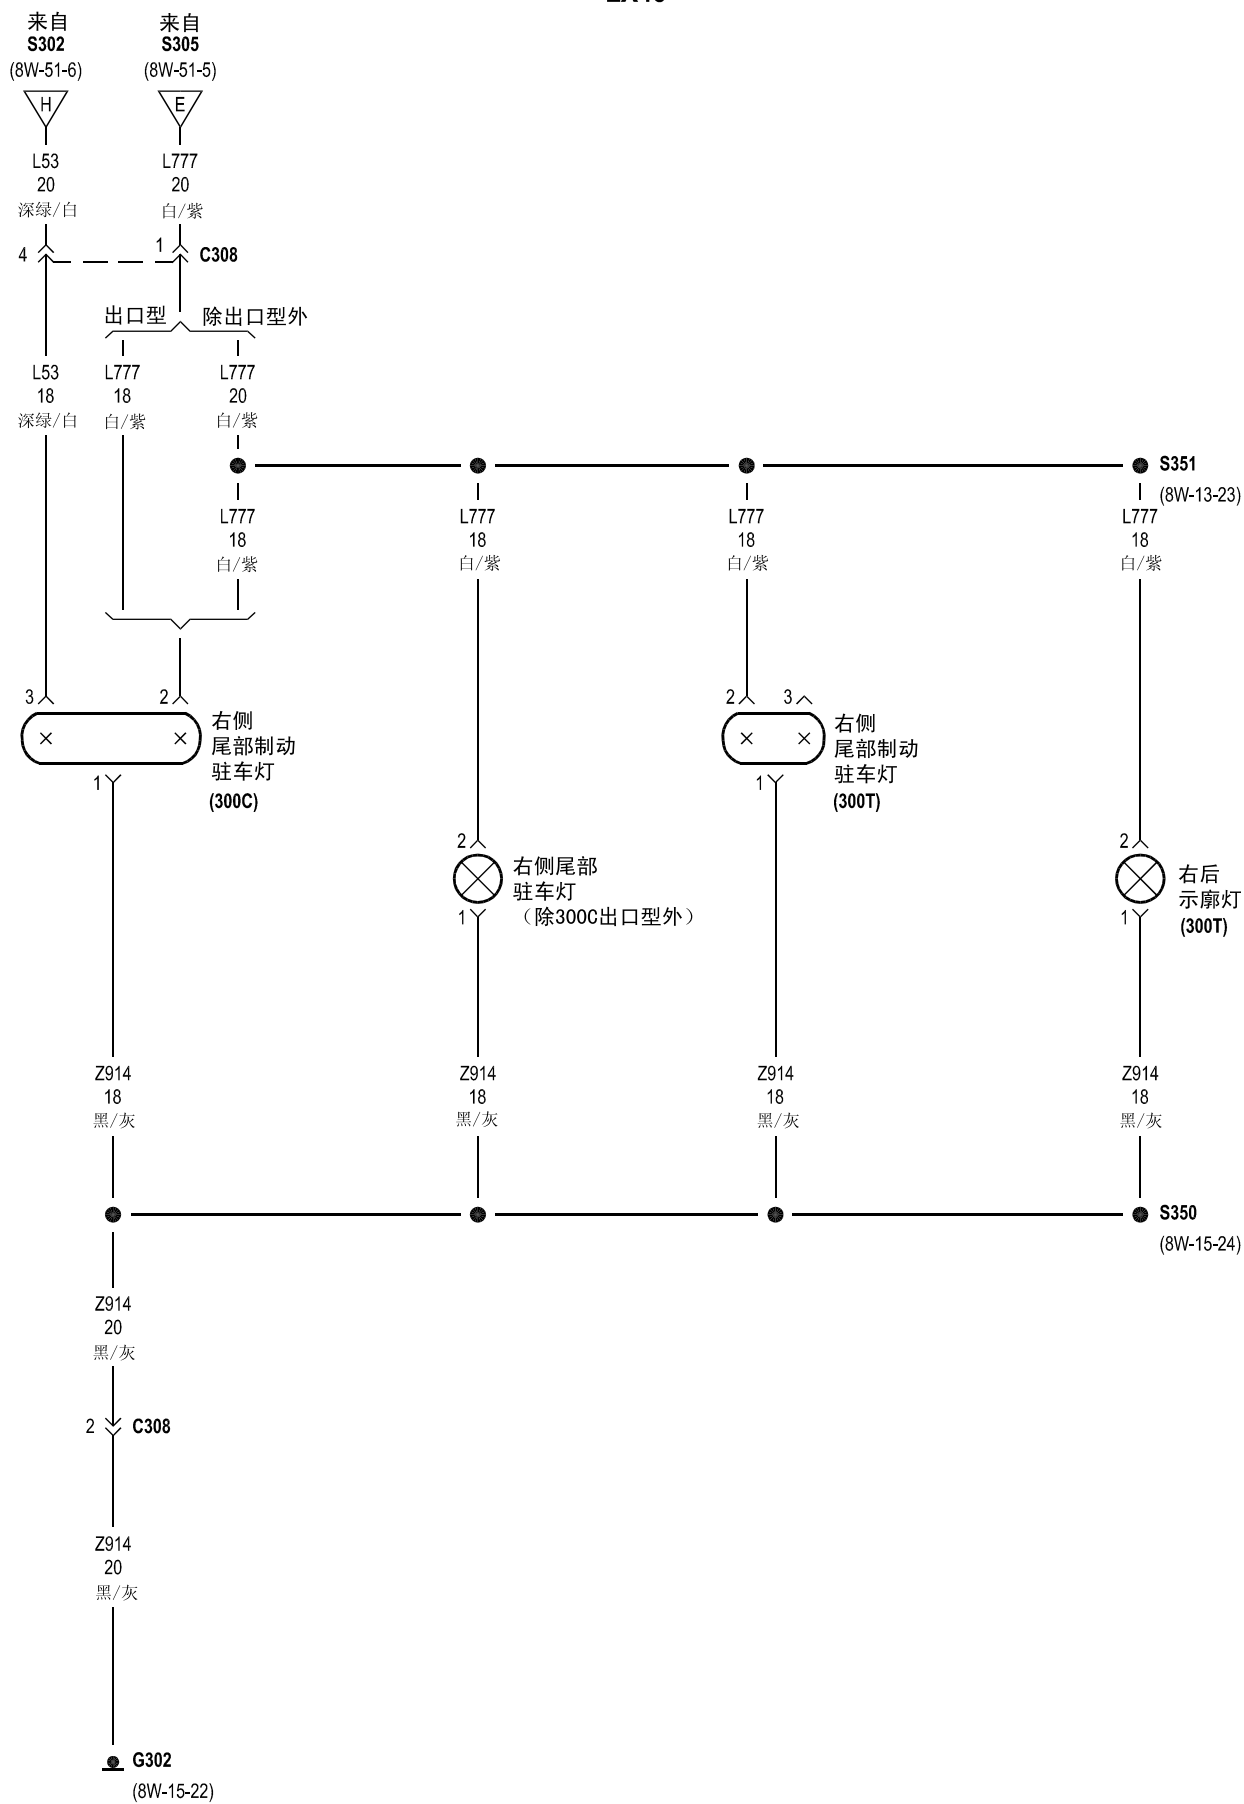 来自
S302
(8W-51-6)
H
来自
S305
(8W-51-5)
E
L53
20
深绿/白
L777
20
白/紫
4
1
C308
出口型
除出口型外
L53
18
深绿/白
L777
18
白/紫
L777
20
白/紫
S351
(8W-13-23)
L777
18
白/紫
L777
18
白/紫
L777
18
白/紫
L777
18
白/紫
3
2
右侧
尾部制动
驻车灯
(300C)
1
2
3
右侧
尾部制动
驻车灯
(300T)
1
2
右侧尾部
驻车灯
（除300C出口型外）
1
2
右后
示廓灯
(300T)
1
Z914
18
黑/灰
Z914
18
黑/灰
Z914
18
黑/灰
Z914
18
黑/灰
S350
(8W-15-24)
Z914
20
黑/灰
2
C308
Z914
20
黑/灰
G302
(8W-15-22)